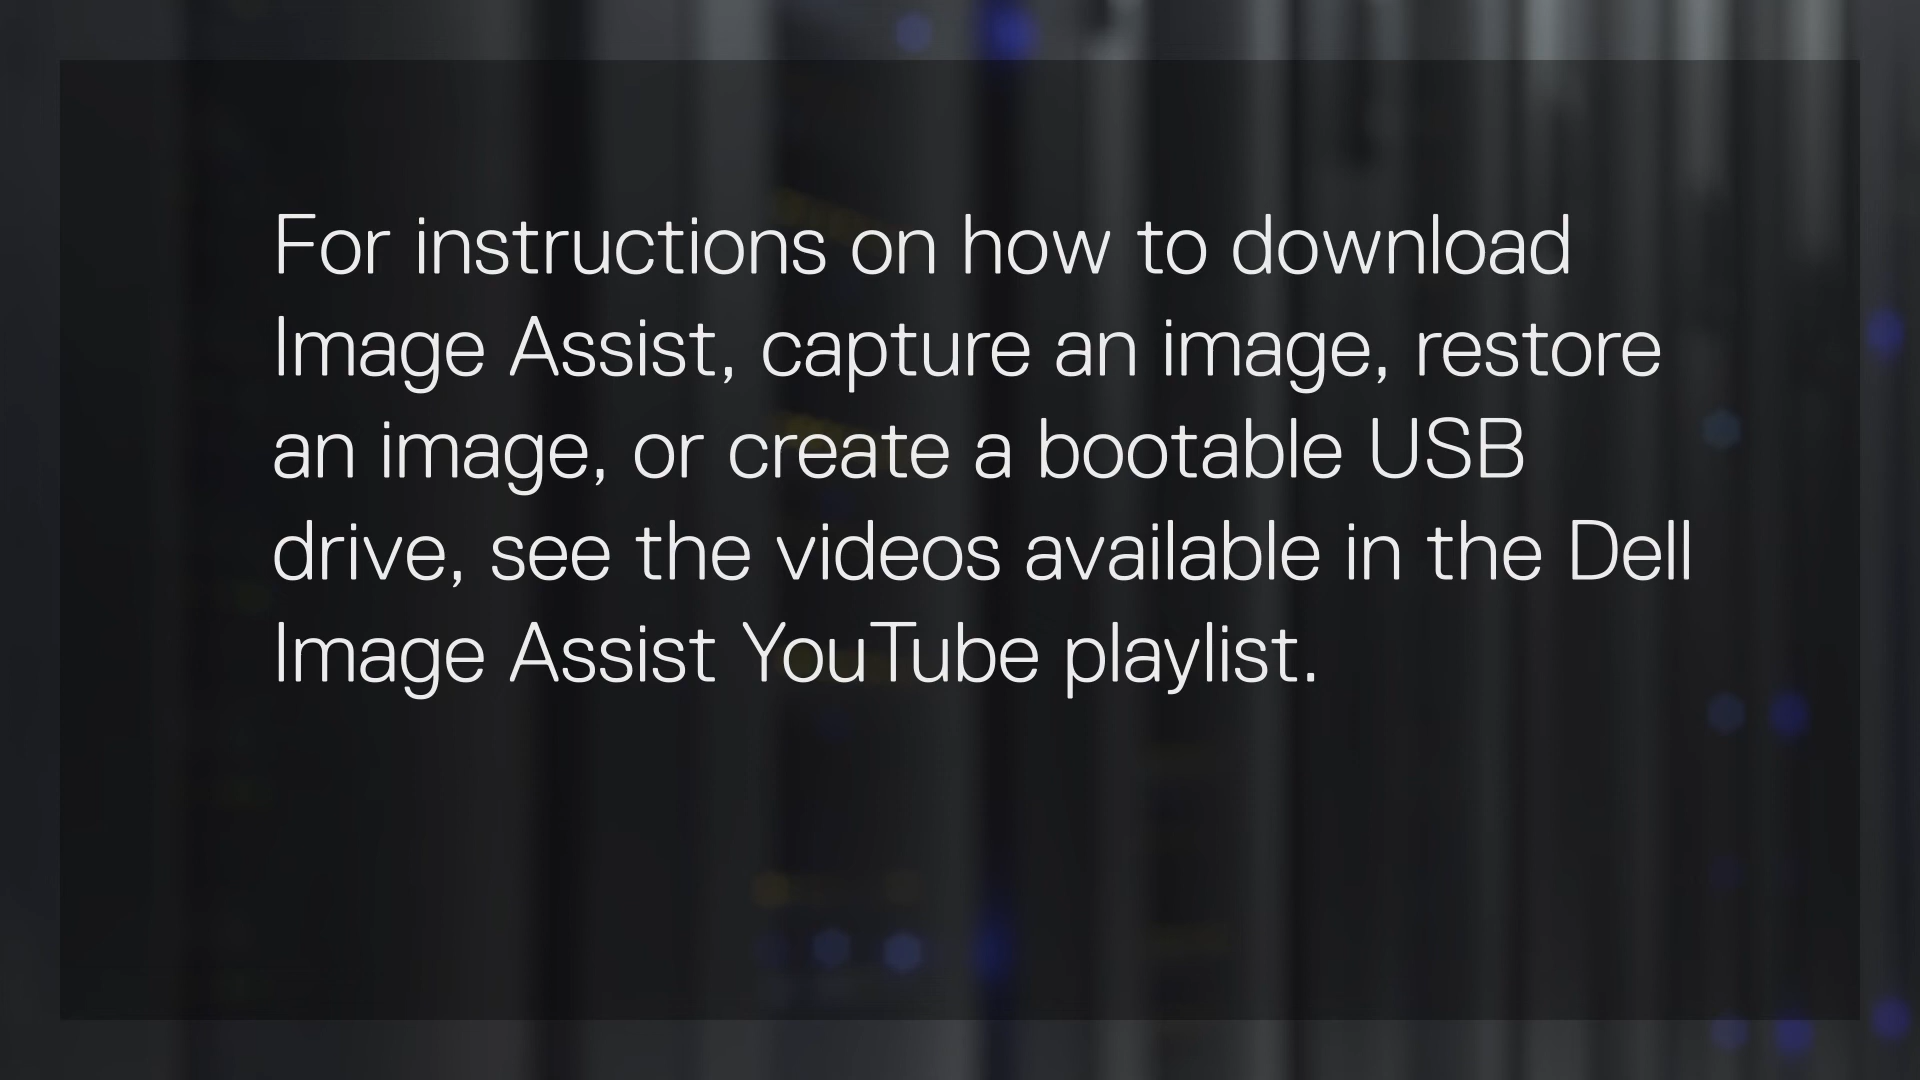 For instructions on how to download
Image Assist, capture an image, restore
an image, or create a bootable USB
drive, see the videos available in the Dell
Image Assist YouTube playlist.